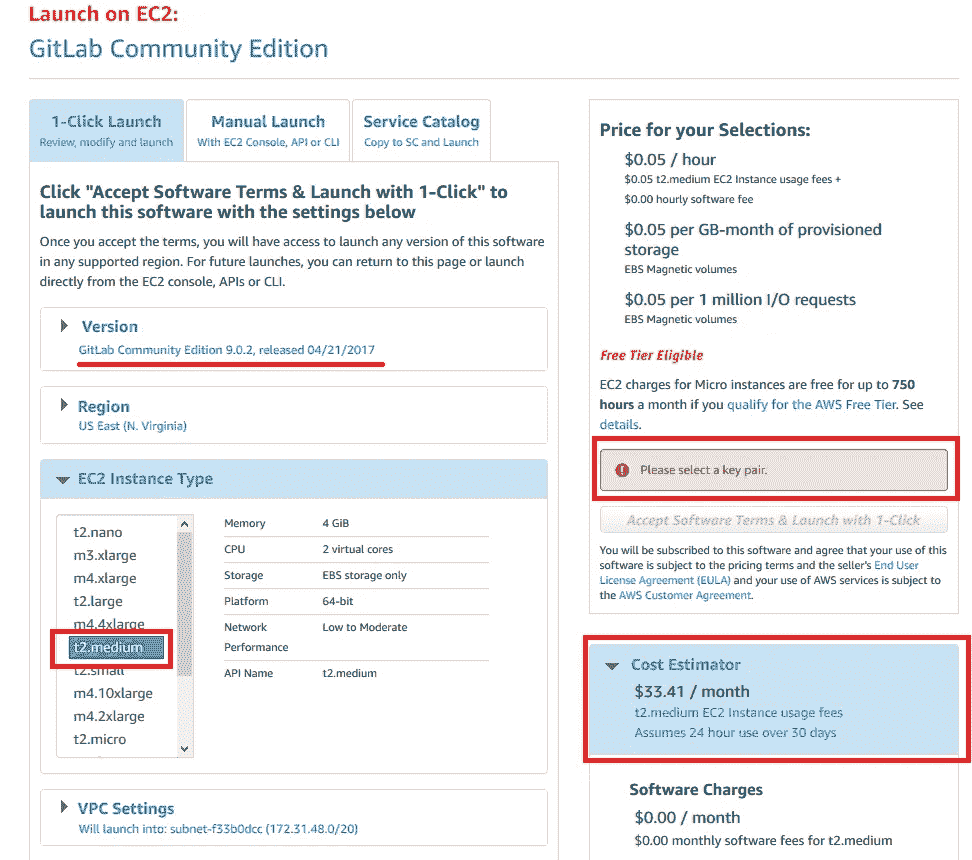 Launch on EC2:
GitLab Community Edition
1-Click Launch
Review, modify and launch
Manual Launch
With EC2 Console, API or CLI
Service Catalog
Copy to SC and Launch
Click "Accept Software Terms & Launch with 1-Click" to
launch this software with the settings below
Once you accept the terms, you will have access to launch any version of this software
in any supported region. For future launches, you can return to this page or launch
directly from the EC2 console, APIs or CLI.
Version
GitLab Community Edition 9.0.2, released 04/21/2017
Region
US East (N. Virginia)
EC2 Instance Type
t2.nano
m3.xlarge
m4.xlarge
t2.large
m4.4xlarge
t2.medium
t2.small
m4.10xlarge
m4.2xlarge
t2.micro
Memory 4 GiB
CPU 2 virtual cores
Storage EBS storage only
Platform 64-bit
Network Low to Moderate
Performance
API Name t2.medium
VPC Settings
Will launch into: subnet-f33b0dcc (172.31.48.0/20)
Price for your Selections:
$0.05 / hour
$0.05 t2.medium EC2 Instance usage fees +
$0.00 hourly software fee
$0.05 per GB-month of provisioned
storage
EBS Magnetic volumes
$0.05 per 1 million I/O requests
EBS Magnetic volumes
Free Tier Eligible
EC2 charges for Micro instances are free for up to 750
hours a month if you qualify for the AWS Free Tier. See
details.
Please select a key pair.
Accept Software Terms & Launch with 1-Click
You will be subscribed to this software and agree that your use of this
software is subject to the pricing terms and the seller's End User
License Agreement (EULA) and your use of AWS services is subject to
the AWS Customer Agreement.
Cost Estimator
$33.41 / month
t2.medium EC2 Instance usage fees
Assumes 24 hour use over 30 days
Software Charges
$0.00 / month
$0.00 monthly software fees for t2.medium